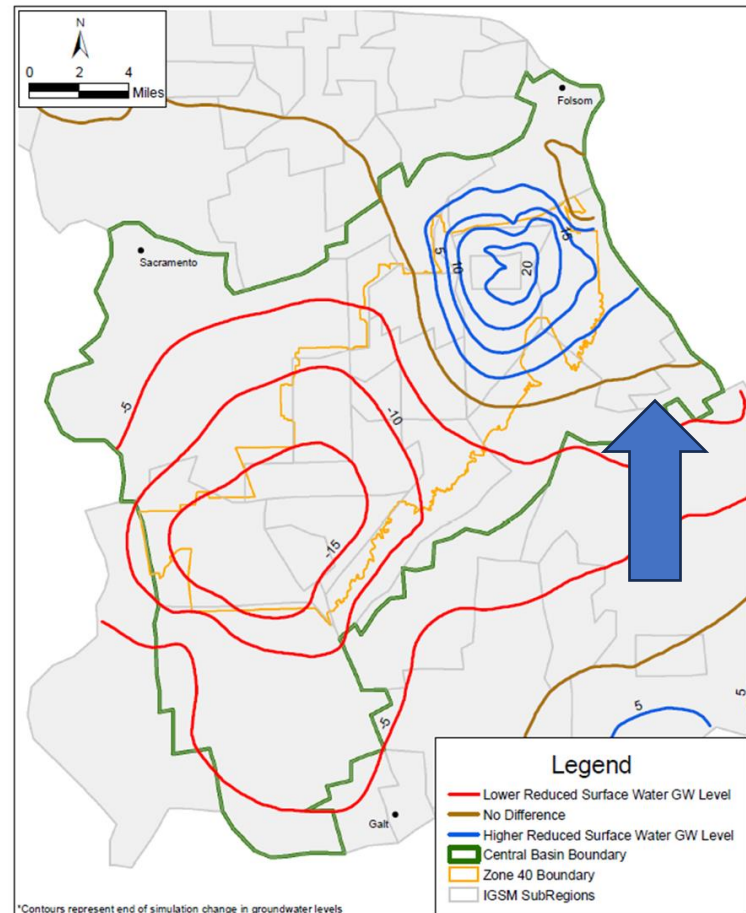 N
0 2 4
Miles
Folsom
Sacramento
15
5
10
20
-5
-10
-15
-5
5
5
Galt
Legend
Lower Reduced Surface Water GW Level
No Difference
Higher Reduced Surface Water GW Level
Central Basin Boundary
Zone 40 Boundary
IGSM SubRegions
*Contours represent end of simulation change in groundwater levels